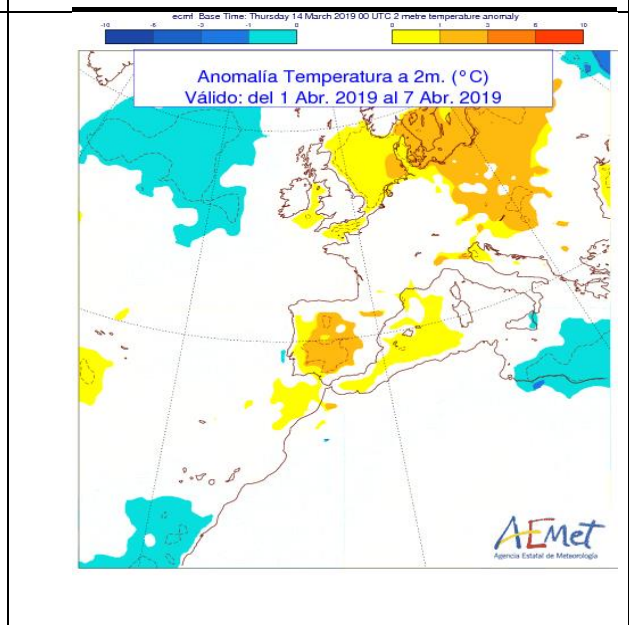 ecmf Base Time: Thursday 14 March 2019 00 UTC 2 metre temperature anomaly
-10 -6 -3 -1 0 0 1 3 6 10
Anomalía Temperatura a 2m. (ºC)
Válido: del 1 Abr. 2019 al 7 Abr. 2019
AEMet
Agencia Estatal de Meteorología